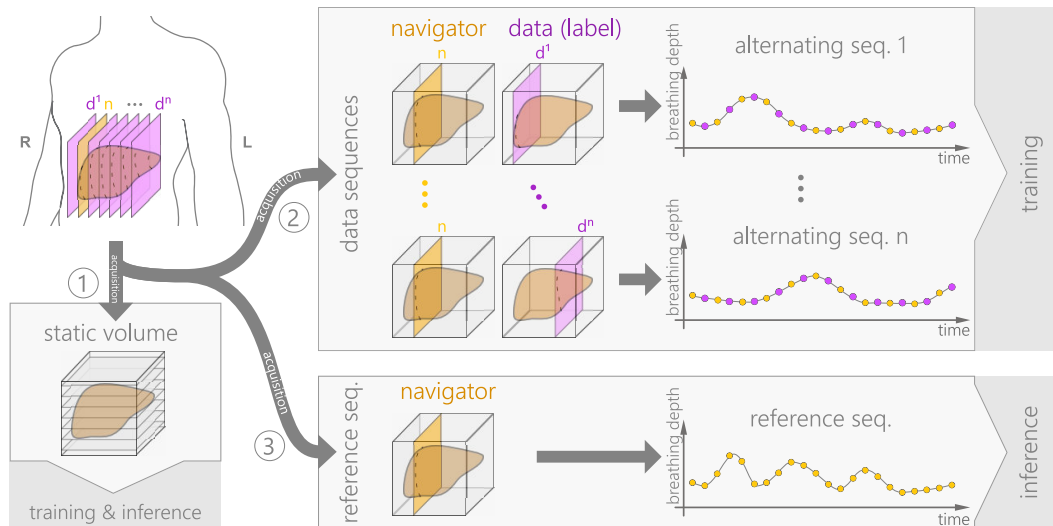 d¹ n ... dⁿ
R
L
acquisition
1
static volume
training & inference
acquisition
2
data sequences
navigator
data (label)
n
d¹
n
dⁿ
alternating seq. 1
breathing depth
time
alternating seq. n
breathing depth
time
training
acquisition
3
reference seq.
navigator
n
reference seq.
breathing depth
time
inference